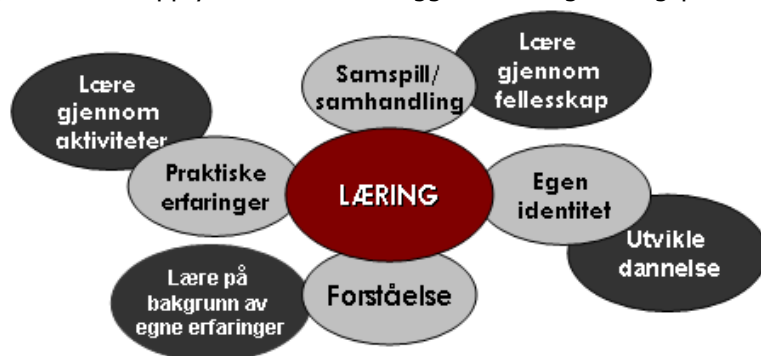 Lære
gjennom
aktiviteter
Praktiske
erfaringer
Samspill/
samhandling
Lære
gjennom
fellesskap
LÆRING
Egen
identitet
Utvikle
dannelse
Forståelse
Lære på
bakgrunn av
egne erfaringer